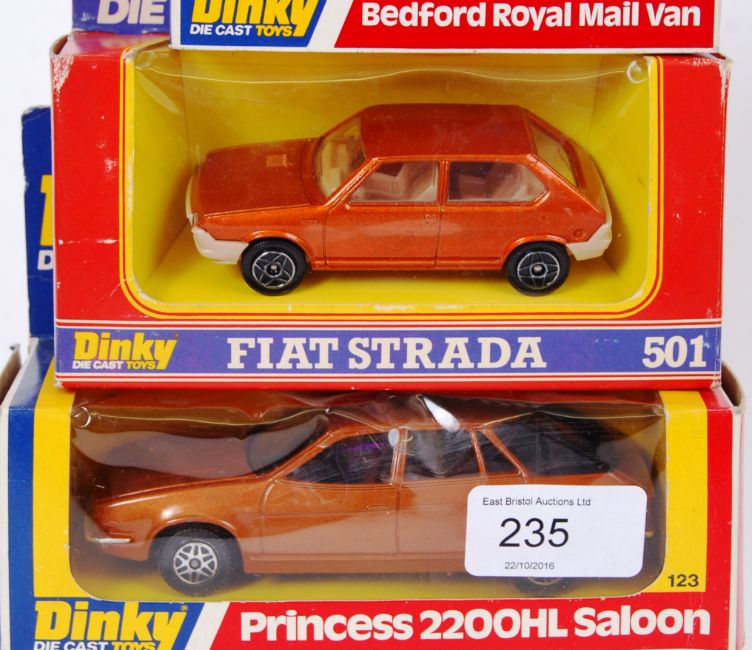 DIE
Dinky
DIE CAST TOYS
Bedford Royal Mail Van
Dinky
DIE CAST TOYS
FIAT STRADA
501
East Bristol Auctions Ltd
235
22/10/2016
123
Dinky
DIE CAST TOYS
Princess 2200HL Saloon